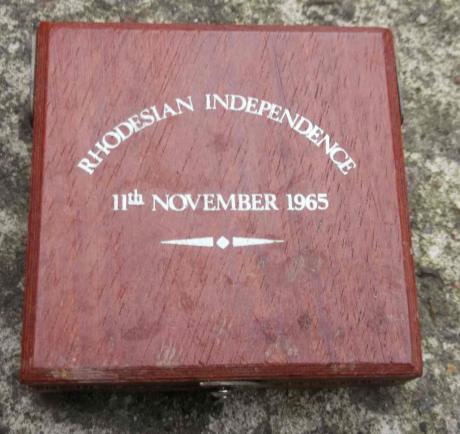 RHODESIAN INDEPENDENCE
11th NOVEMBER 1965